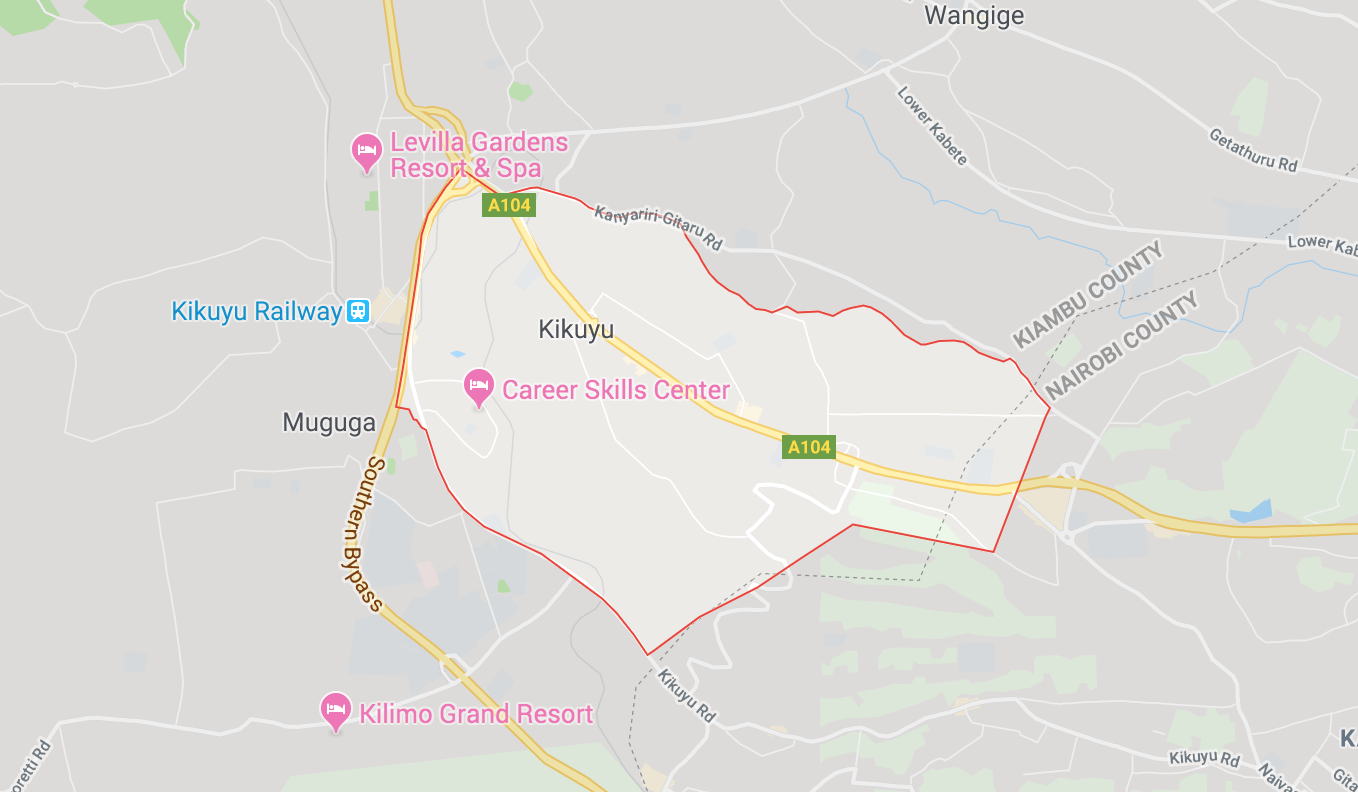 Wangige
Lower Kabete
Getathuru Rd
Levilla Gardens
Resort & Spa
A104
Kanyariri-Gitaru Rd
Lower Kab
KIAMBU COUNTY
NAIROBI COUNTY
Kikuyu Railway
Kikuyu
Career Skills Center
Muguga
A104
Southern Bypass
Kikuyu Rd
Kilimo Grand Resort
oretti Rd
Kikuyu Rd
Naiva
Gita
KA